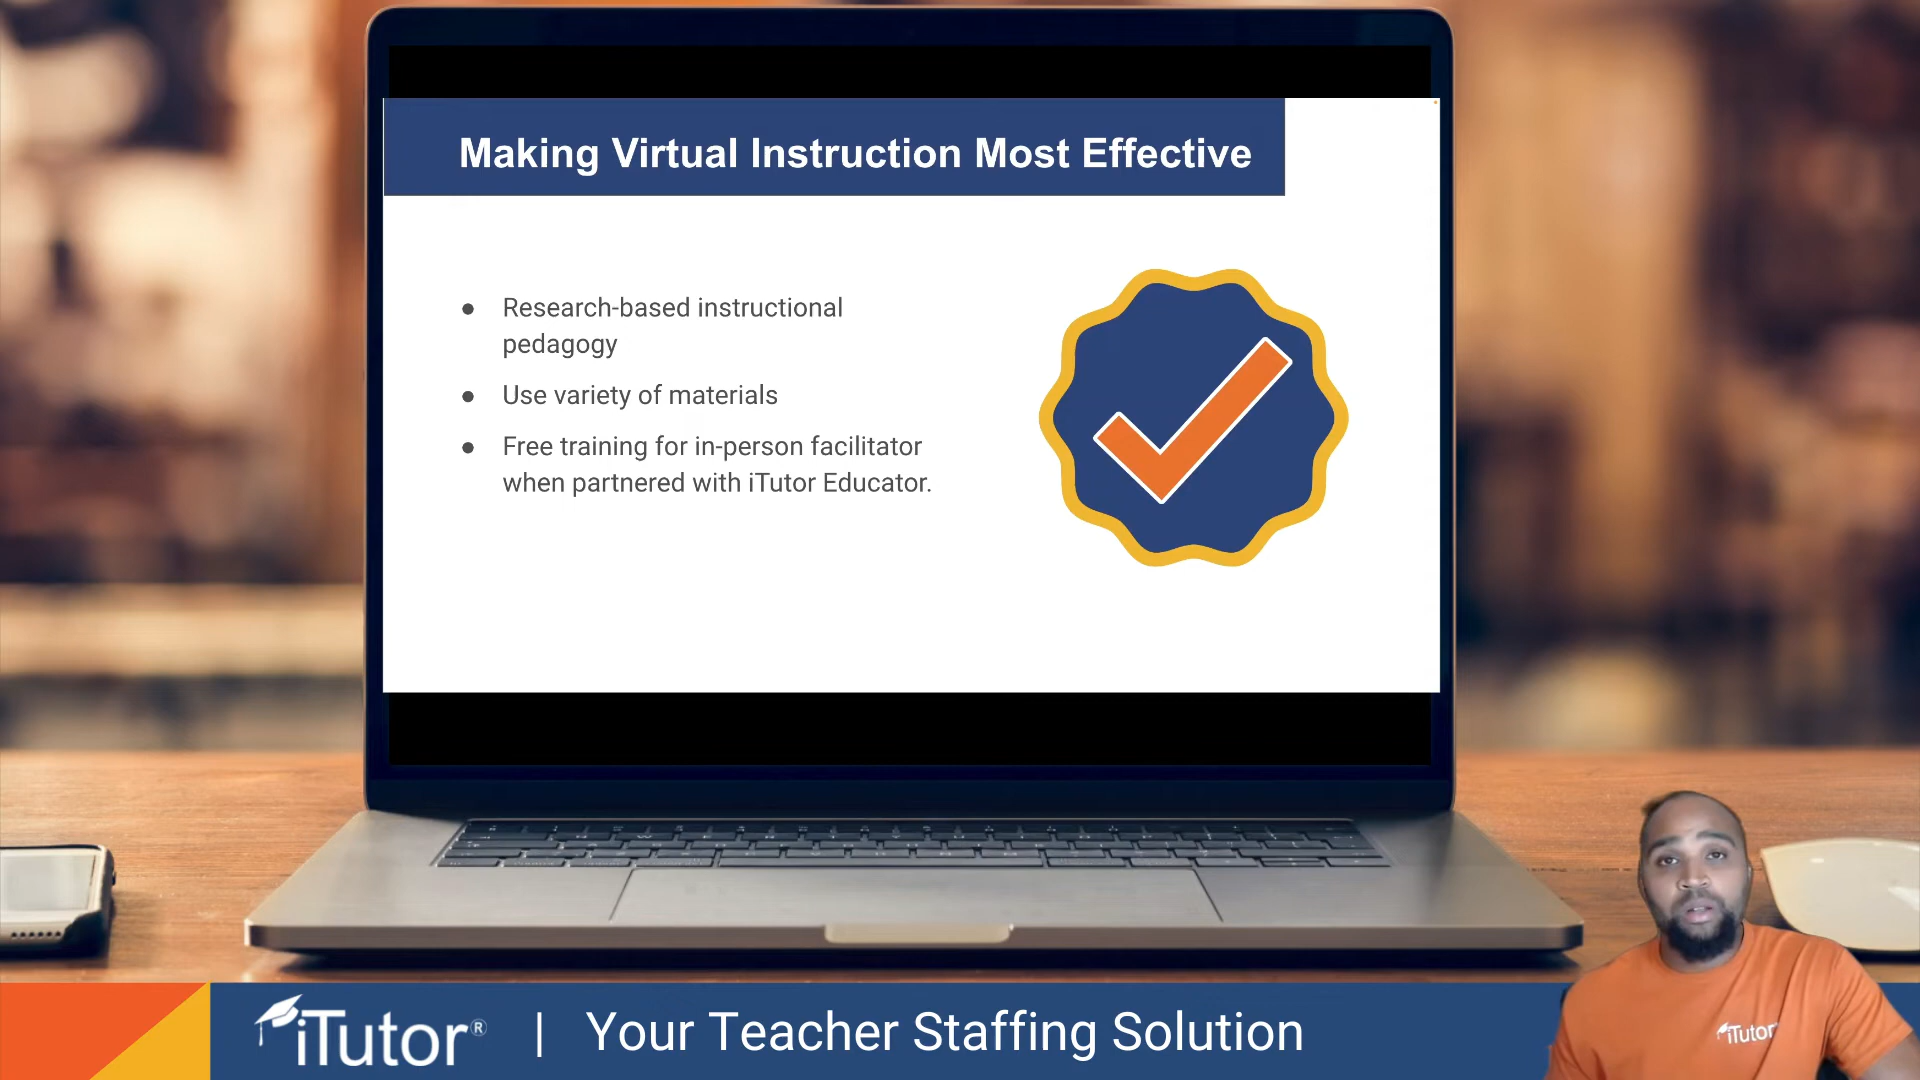 Making Virtual Instruction Most Effective
● Research-based instructional
pedagogy
● Use variety of materials
● Free training for in-person facilitator
when partnered with iTutor Educator.
iTutor® | Your Teacher Staffing Solution
iTutor